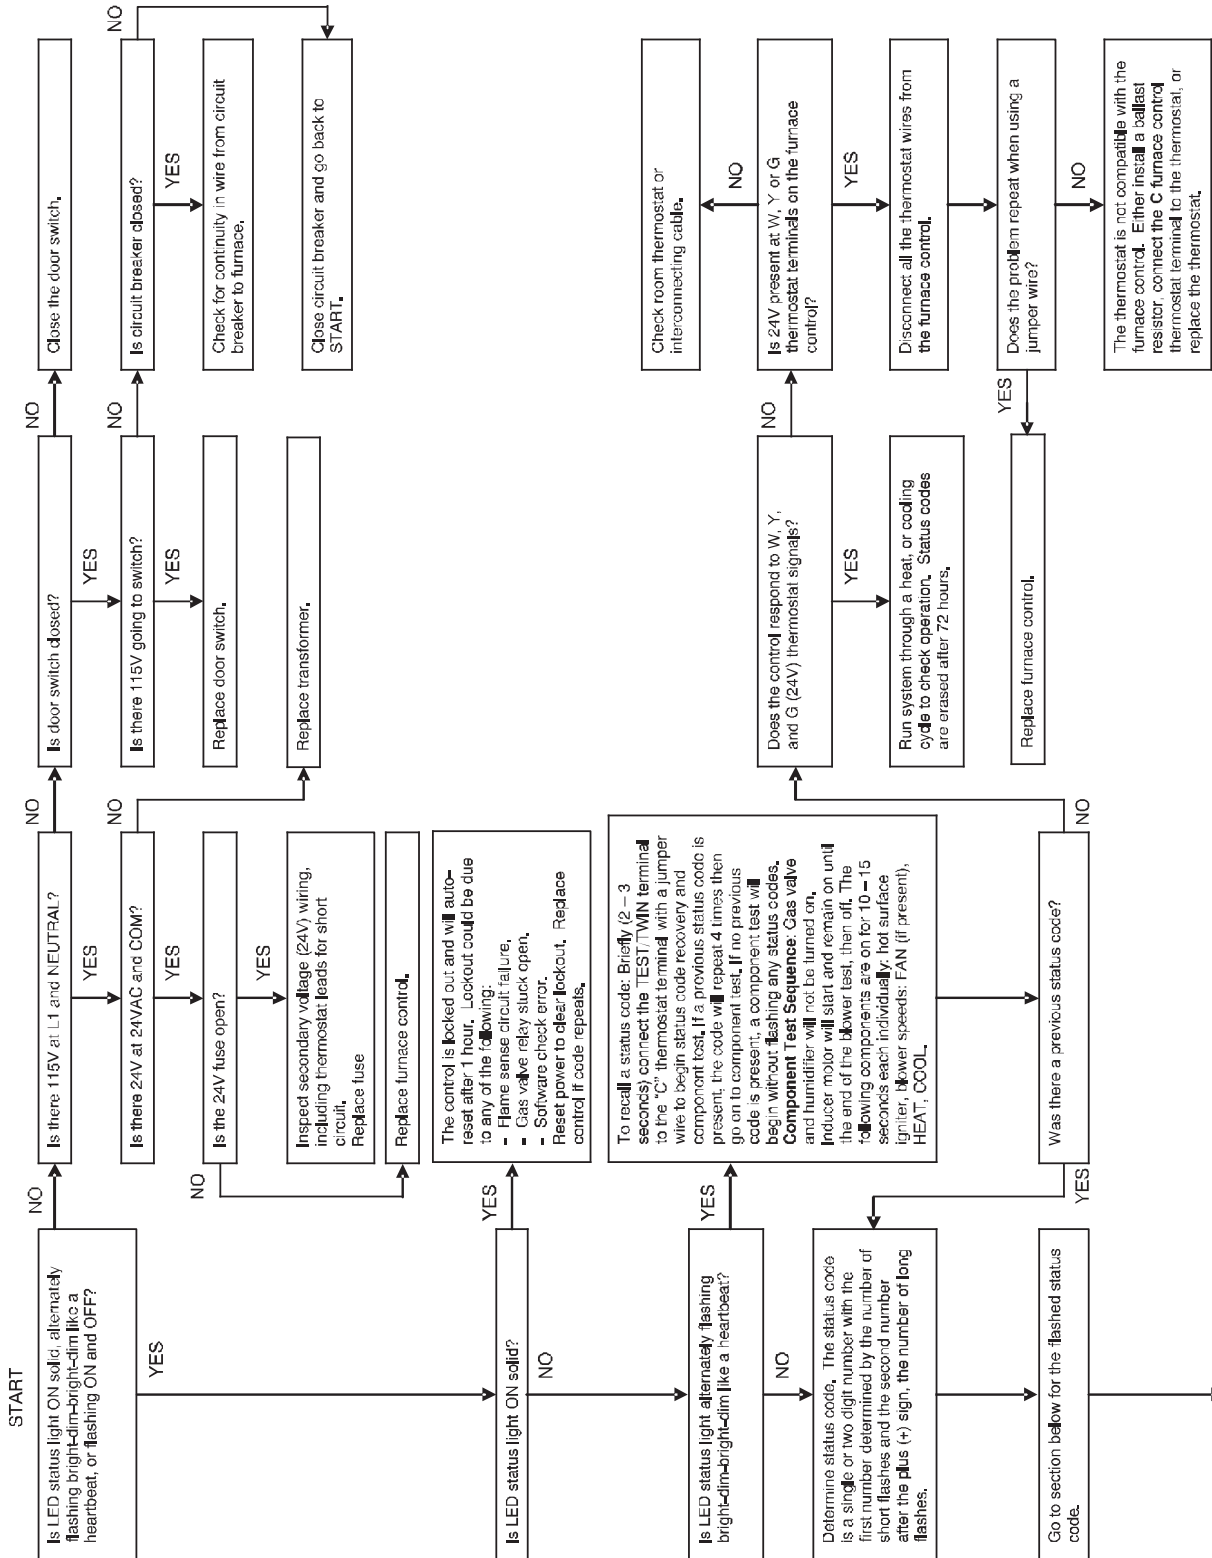 START
Is LED status light ON solid, alternately
flashing bright-dim-bright-dim like a
heartbeat, or flashing ON and OFF?
NO
YES
Is there 115V at L1 and NEUTRAL?
NO
YES
Is door switch closed?
NO
YES
Close the door switch.
Is there 24V at 24VAC and COM?
NO
YES
Is there 115V going to switch?
NO
YES
Is circuit breaker closed?
NO
YES
Is the 24V fuse open?
NO
YES
Replace door switch.
Check for continuity in wire from circuit
breaker to furnace.
Inspect secondary voltage (24V) wiring,
including thermostat leads for short
circuit.
Replace fuse
Replace transformer.
Close circuit breaker and go back to
START.
Replace furnace control.
Is LED status light ON solid?
YES
NO
The control is locked out and will auto-
reset after 1 hour. Lockout could be due
to any of the following:
- Flame sense circuit failure.
- Gas valve relay stuck open.
- Software check error.
Reset power to clear lockout. Replace
control if code repeats.
Is LED status light alternately flashing
bright-dim-bright-dim like a heartbeat?
YES
NO
To recall a status code: Briefly (2 – 3
seconds) connect the TEST/TWIN terminal
to the "C" thermostat terminal with a jumper
wire to begin status code recovery and
component test. If a previous status code is
present, the code will repeat 4 times then
go on to component test. If no previous
code is present, a component test will
begin without flashing any status codes.
Component Test Sequence: Gas valve
and humidifier will not be turned on.
Inducer motor will start and remain on until
the end of the blower test, then off. The
following components are on for 10 – 15
seconds each individually: hot surface
igniter, blower speeds: FAN (if present),
HEAT, COOL.
Was there a previous status code?
YES
NO
Determine status code. The status code
is a single or two digit number with the
first number determined by the number of
short flashes and the second number
after the plus (+) sign, the number of long
flashes.
Go to section below for the flashed status
code.
Does the control respond to W, Y,
and G (24V) thermostat signals?
NO
YES
Run system through a heat, or cooling
cycle to check operation. Status codes
are erased after 72 hours.
Is 24V present at W, Y or G
thermostat terminals on the furnace
control?
NO
YES
Check room thermostat or
interconnecting cable.
Disconnect all the thermostat wires from
the furnace control.
Does the problem repeat when using a
jumper wire?
YES
NO
Replace furnace control.
The thermostat is not compatible with the
furnace control. Either install a ballast
resistor, connect the C furnace control
thermostat terminal to the thermostat, or
replace the thermostat.